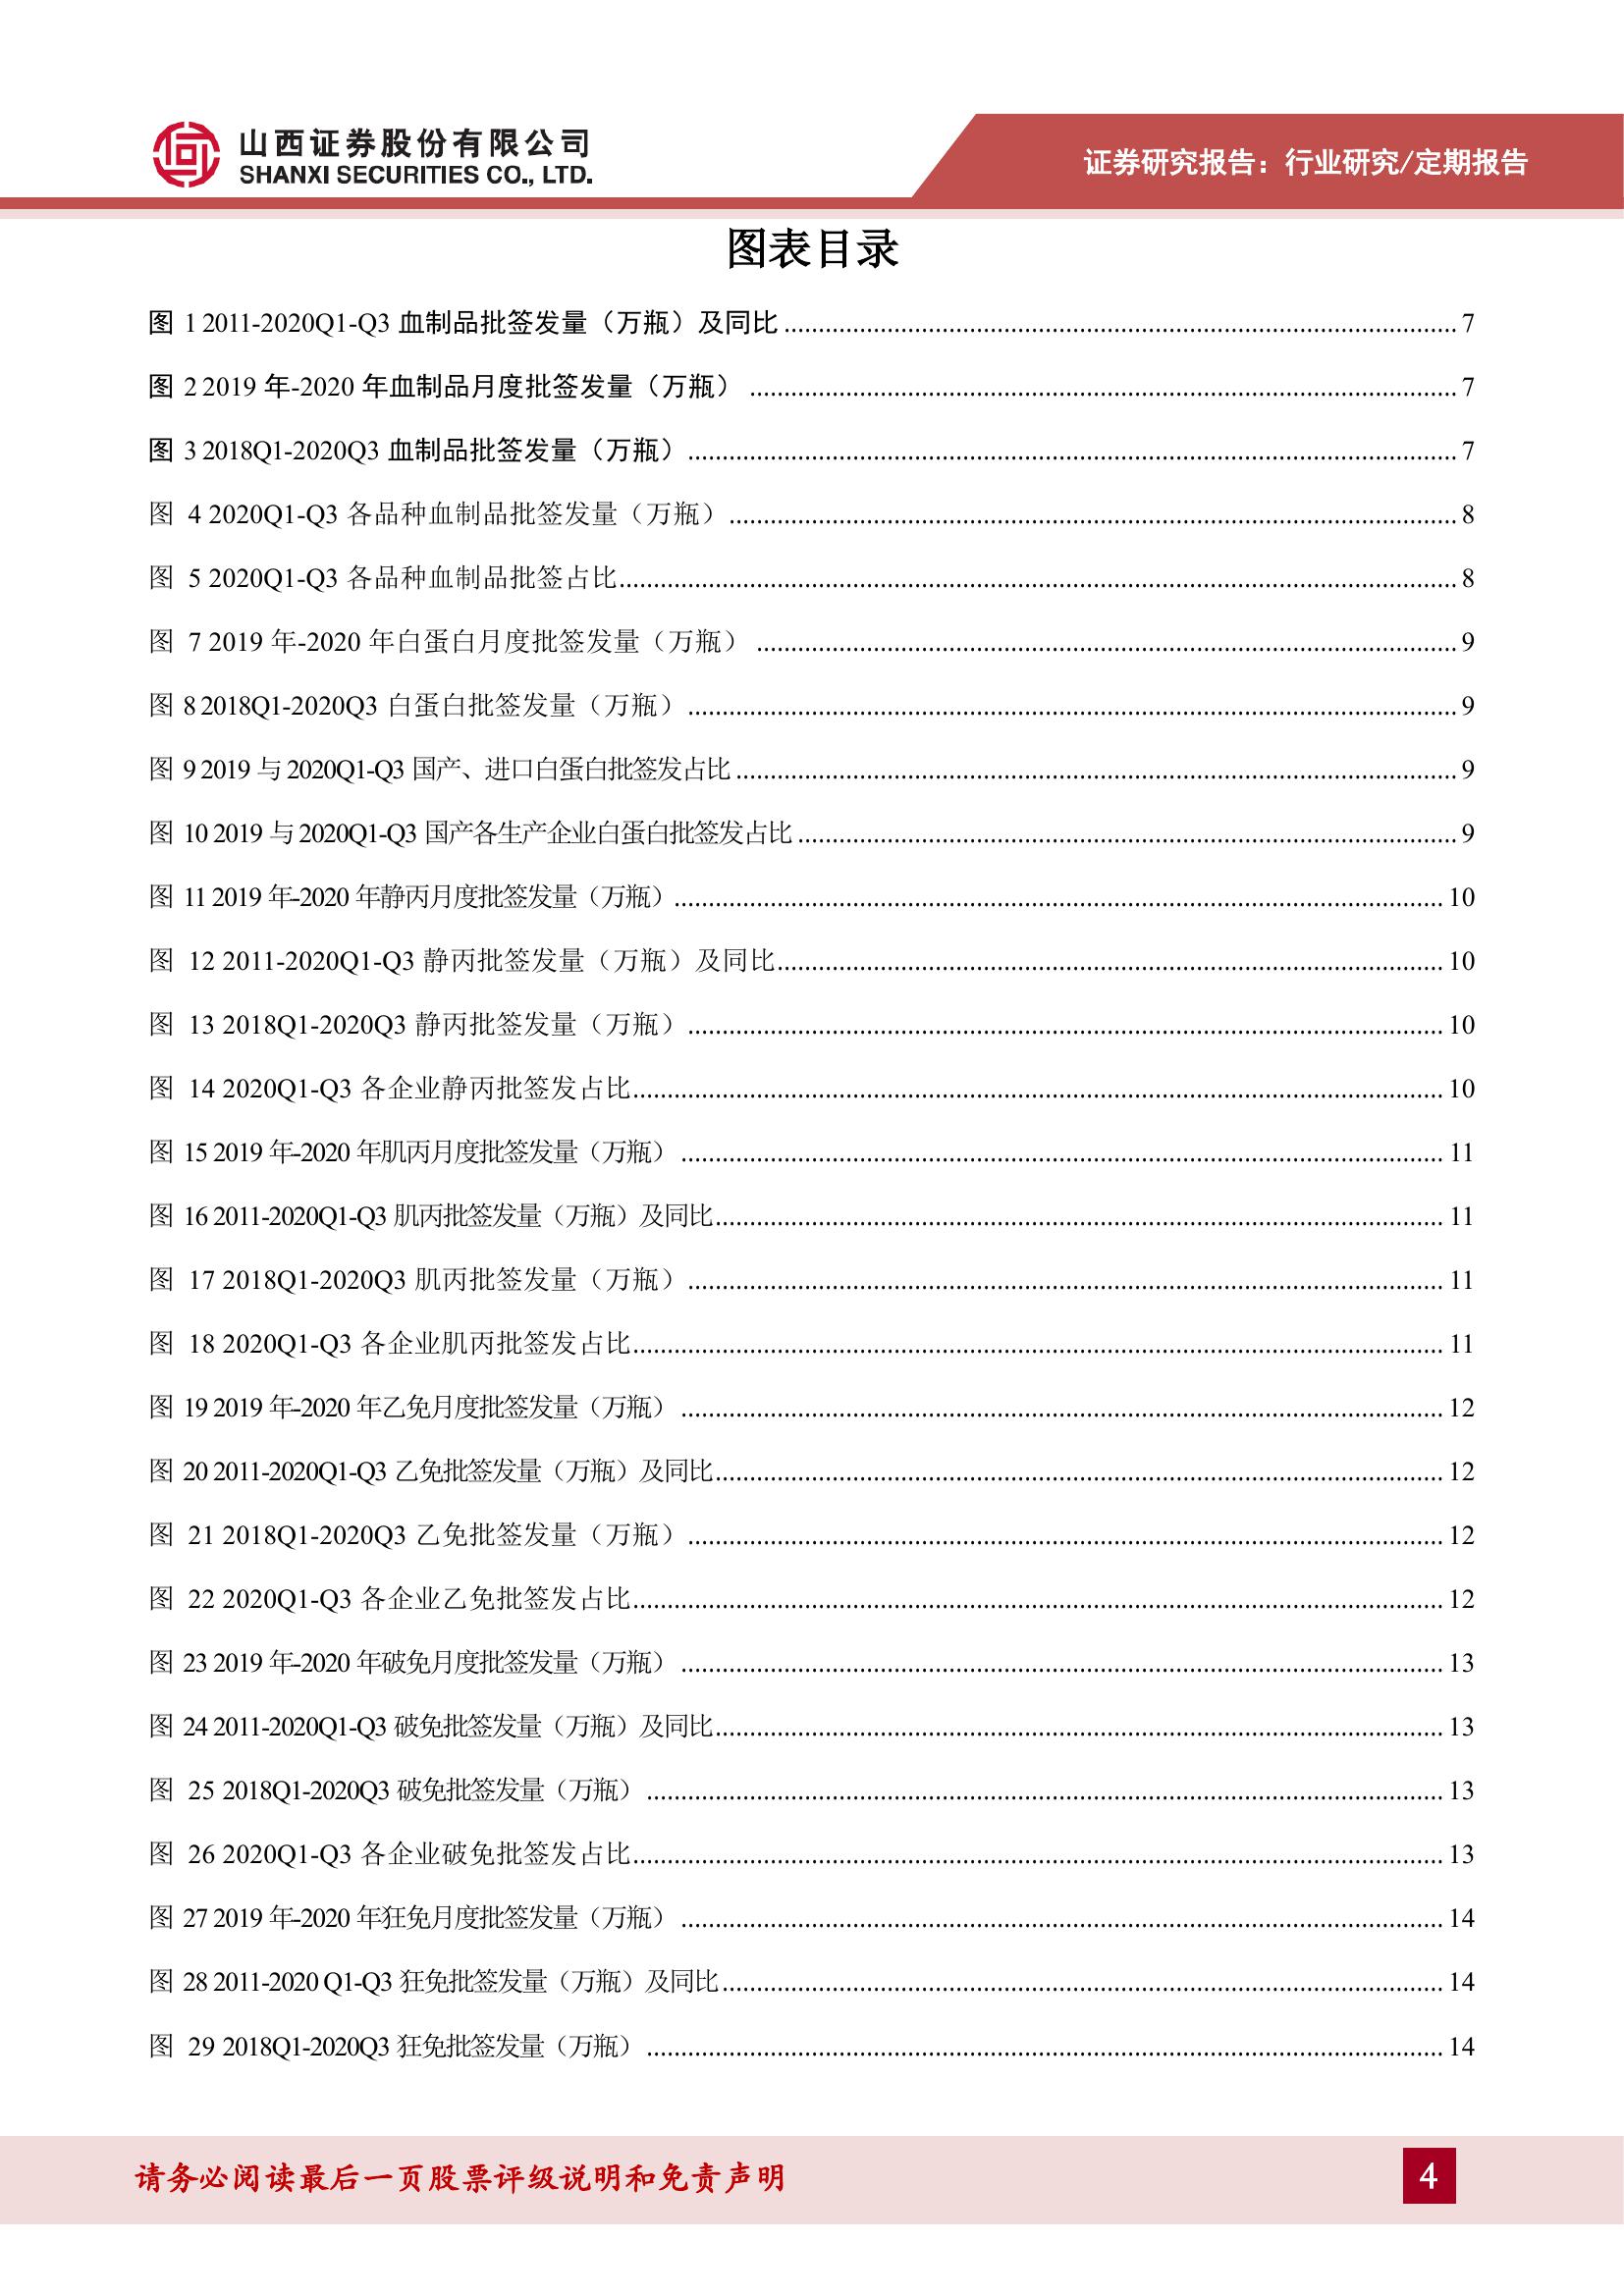 山西证券股份有限公司
SHANXI SECURITIES CO., LTD.
证券研究报告：行业研究/定期报告
图表目录
图 1 2011-2020Q1-Q3 血制品批签发量（万瓶）及同比 7
图 2 2019 年-2020 年血制品月度批签发量（万瓶） 7
图 3 2018Q1-2020Q3 血制品批签发量（万瓶） 7
图 4 2020Q1-Q3 各品种血制品批签发量（万瓶） 8
图 5 2020Q1-Q3 各品种血制品批签占比 8
图 7 2019 年-2020 年白蛋白月度批签发量（万瓶） 9
图 8 2018Q1-2020Q3 白蛋白批签发量（万瓶） 9
图 9 2019 与 2020Q1-Q3 国产、进口白蛋白批签发占比 9
图 10 2019 与 2020Q1-Q3 国产各生产企业白蛋白批签发占比 9
图 11 2019 年-2020 年静丙月度批签发量（万瓶） 10
图 12 2011-2020Q1-Q3 静丙批签发量（万瓶）及同比 10
图 13 2018Q1-2020Q3 静丙批签发量（万瓶） 10
图 14 2020Q1-Q3 各企业静丙批签发占比 10
图 15 2019 年-2020 年肌丙月度批签发量（万瓶） 11
图 16 2011-2020Q1-Q3 肌丙批签发量（万瓶）及同比 11
图 17 2018Q1-2020Q3 肌丙批签发量（万瓶） 11
图 18 2020Q1-Q3 各企业肌丙批签发占比 11
图 19 2019 年-2020 年乙免月度批签发量（万瓶） 12
图 20 2011-2020Q1-Q3 乙免批签发量（万瓶）及同比 12
图 21 2018Q1-2020Q3 乙免批签发量（万瓶） 12
图 22 2020Q1-Q3 各企业乙免批签发占比 12
图 23 2019 年-2020 年破免月度批签发量（万瓶） 13
图 24 2011-2020Q1-Q3 破免批签发量（万瓶）及同比 13
图 25 2018Q1-2020Q3 破免批签发量（万瓶） 13
图 26 2020Q1-Q3 各企业破免批签发占比 13
图 27 2019 年-2020 年狂免月度批签发量（万瓶） 14
图 28 2011-2020 Q1-Q3 狂免批签发量（万瓶）及同比 14
图 29 2018Q1-2020Q3 狂免批签发量（万瓶） 14
请务必阅读最后一页股票评级说明和免责声明
4